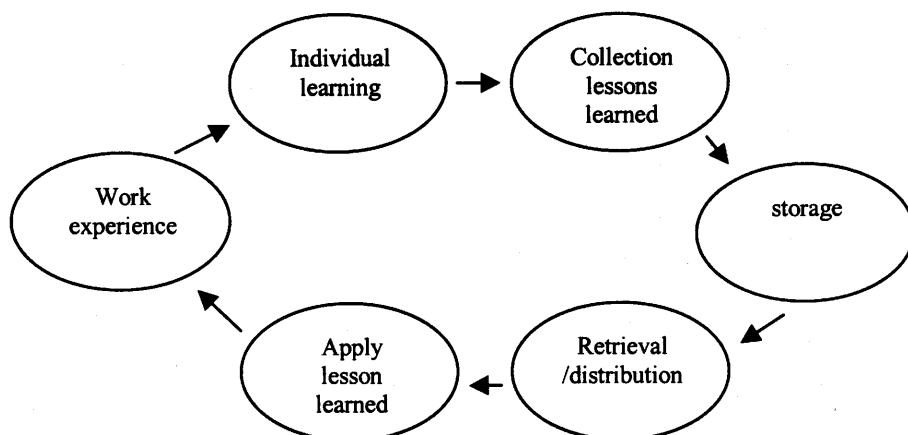 Individual
learning
Collection
lessons
learned
storage
Retrieval
/distribution
Apply
lesson
learned
Work
experience